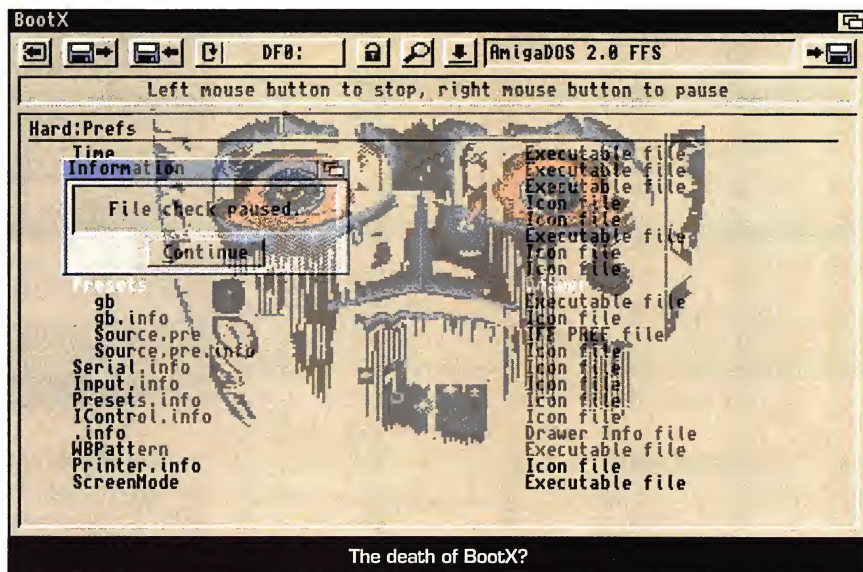 BootX
DF0:
AmigaDOS 2.0 FFS
Left mouse button to stop, right mouse button to pause
Hard:Prefs
Time Executable file
Information
Executable file
Executable file
File check paused.
Icon file
Icon file
Executable file
Continue
Icon file
Icon file
Presets Drawer
gb Executable file
gb.info Icon file
Source.pre IFF PREF file
Source.pre.info Icon file
Serial.info Icon file
Input.info Icon file
Presets.info Icon file
IControl.info Icon file
.info Drawer Info file
WBPattern Executable file
Printer.info Icon file
ScreenMode Executable file
The death of BootX?